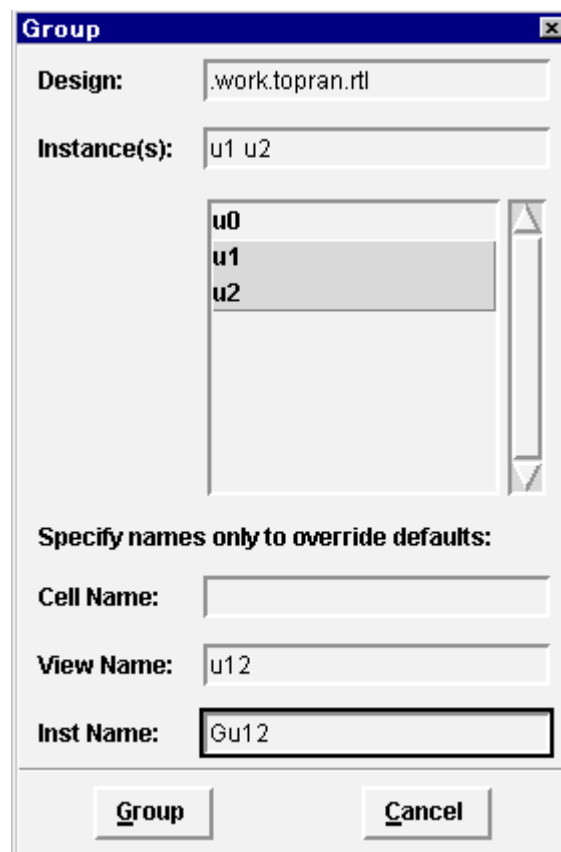 Group
Design: .work.topran.rtl
Instance(s): u1 u2
u0
u1
u2
Specify names only to override defaults:
Cell Name:
View Name: u12
Inst Name: Gu12
Group Cancel